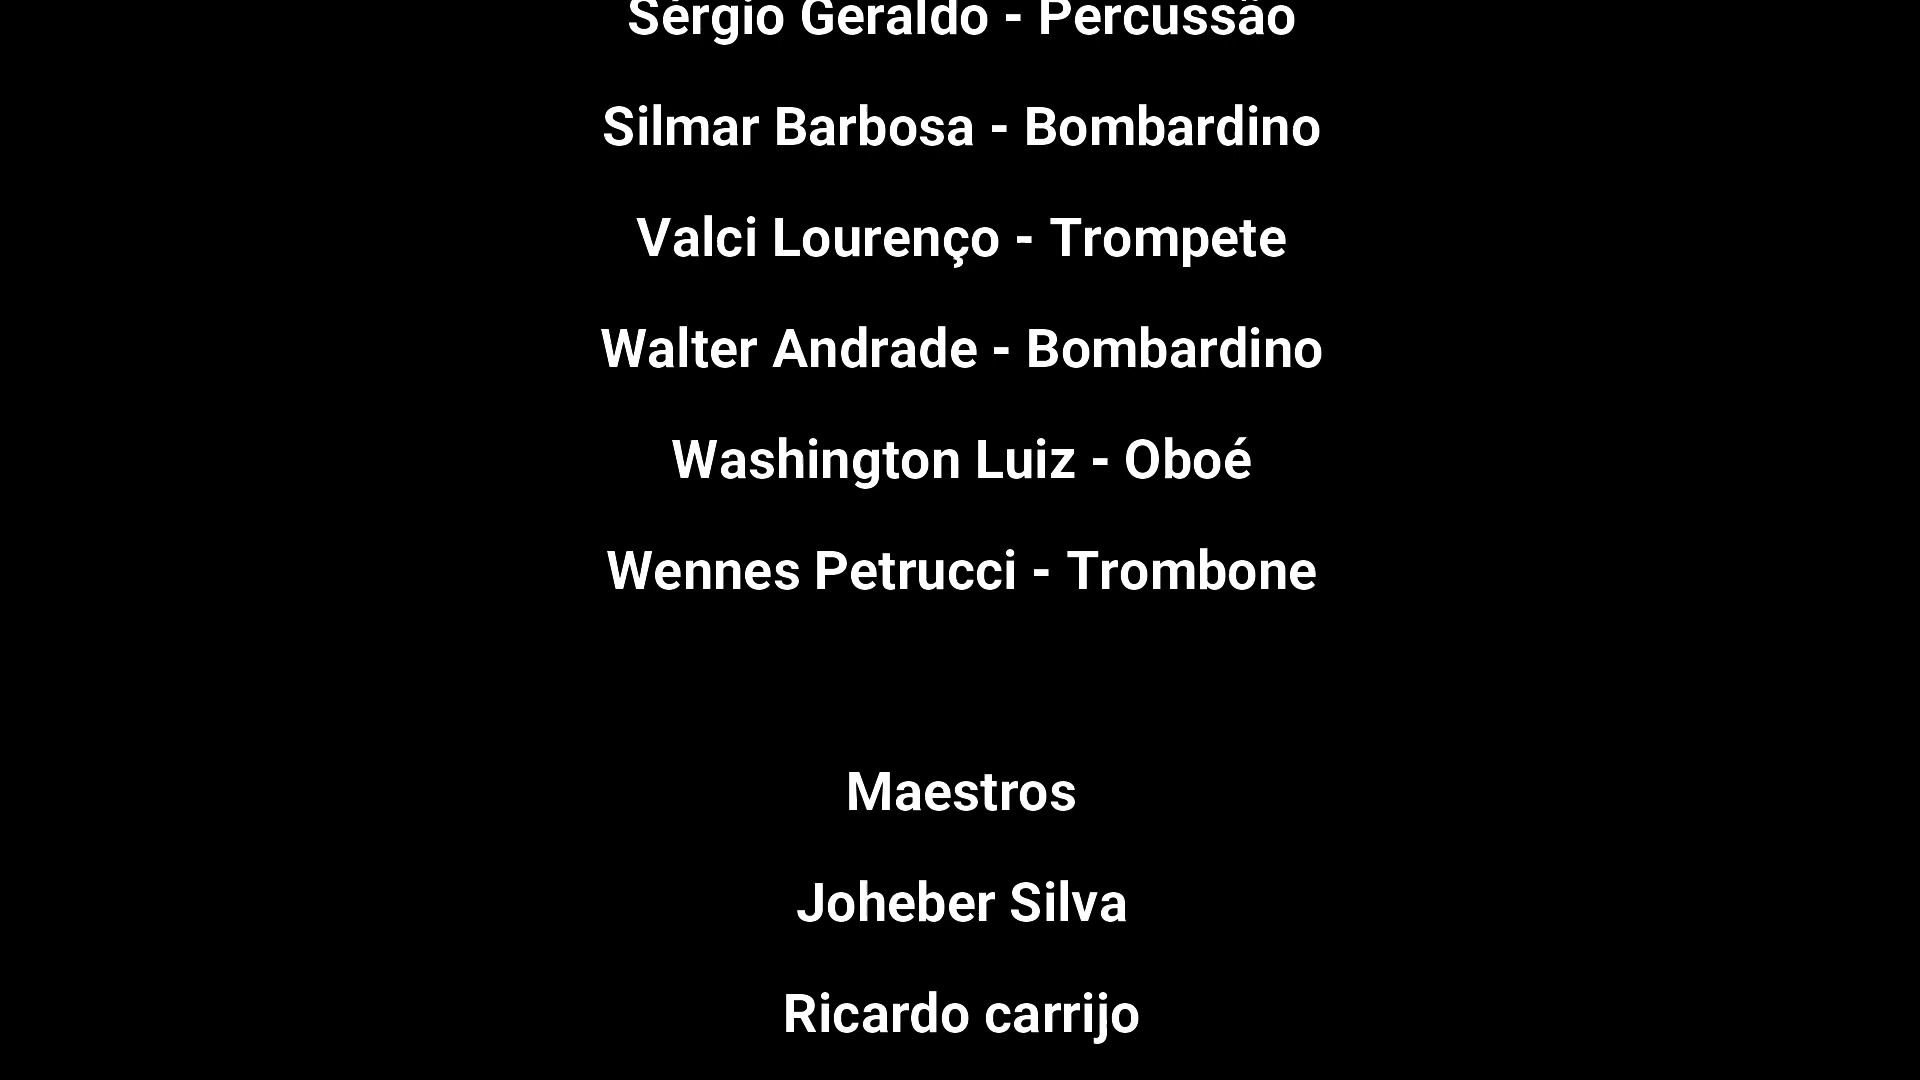 Sérgio Geraldo - Percussão
Silmar Barbosa - Bombardino
Valci Lourenço - Trompete
Walter Andrade - Bombardino
Washington Luiz - Oboé
Wennes Petrucci - Trombone
Maestros
Joheber Silva
Ricardo carrijo